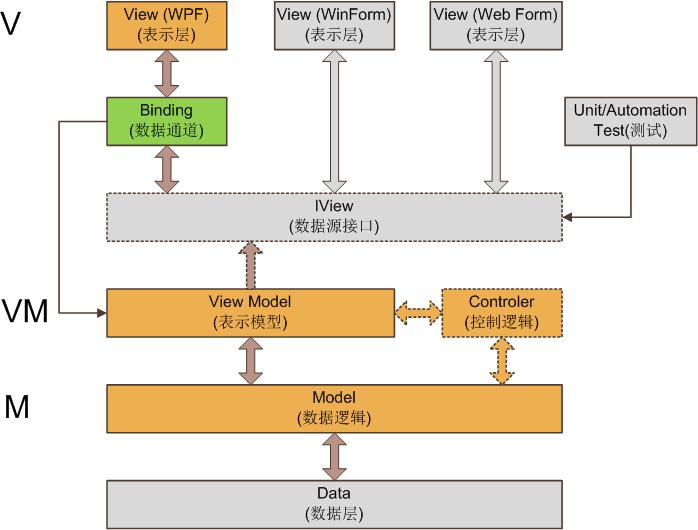 V
View (WPF)
(表示层)
View (WinForm)
(表示层)
View (Web Form)
(表示层)
Binding
(数据通道)
Unit/Automation
Test(测试)
IView
(数据源接口)
VM
View Model
(表示模型)
Controler
(控制逻辑)
M
Model
(数据逻辑)
Data
(数据层)